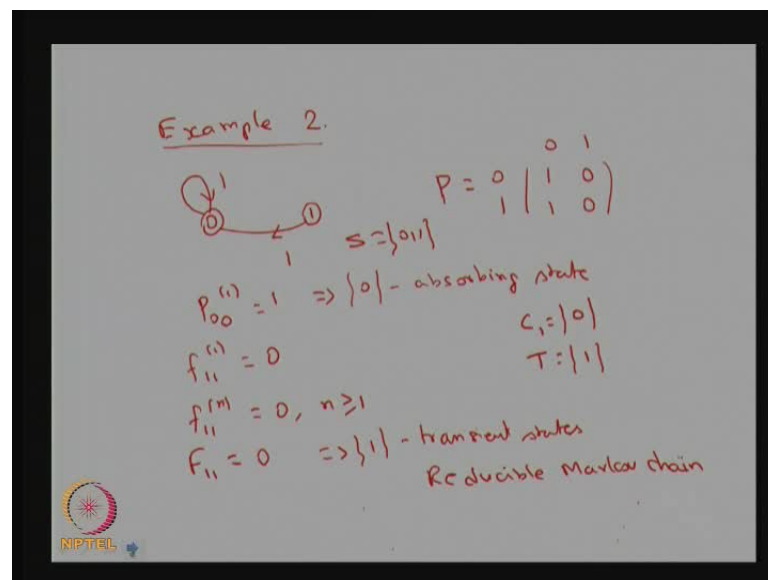 Example 2.
0 1
P = 0 ( 1 0 )
1 ( 1 0 )
1
0 1
1
S = {0,1}
P₀₀⁽¹⁾ = 1 => {0} - absorbing state
C₁ = {0}
f₁₁⁽¹⁾ = 0
T = {1}
f₁₁⁽ⁿ⁾ = 0, n ≥ 1
F₁₁ = 0 => {1} - transient states
Reducible Markov chain
NPTEL